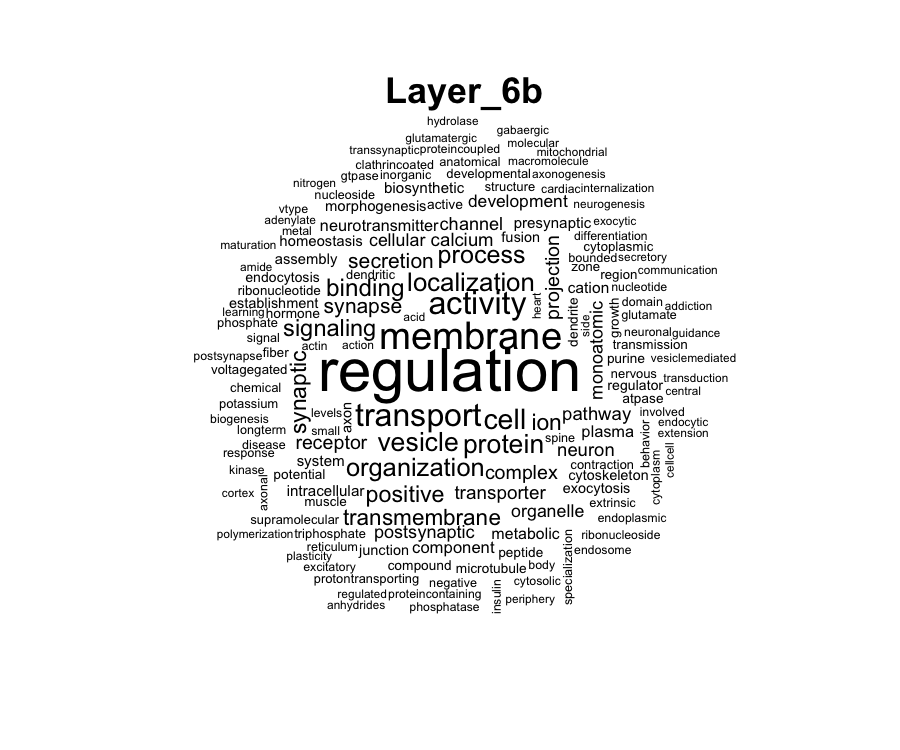 Layer_6b
hydrolase
glutamatergic gabaergic
transsynaptic proteincoupled molecular mitochondrial
clathrincoated anatomical macromolecule
gtpase inorganic developmental axonogenesis
nitrogen biosynthetic structure cardiac internalization
nucleoside
vtype morphogenesis active development neurogenesis
adenylate neurotransmitter channel presynaptic exocytic
metal
maturation homeostasis cellular calcium fusion differentiation
cytoplasmic
assembly secretion process projection bounded secretory
amide dendritic zone region communication
endocytosis binding localization cation nucleotide
ribonucleotide
establishment synapse activity heart dendrite domain addiction
learning hormone acid side growth glutamate
phosphate signaling membrane monoatomic neuronal guidance
signal actin action transmission
postsynapse fiber purine vesiclemediated
voltagegated regulation nervous transduction
chemical synaptic regulator central
potassium atpase
biogenesis levels axon transport cell ion pathway involved
longterm small plasma endocytic
disease receptor vesicle protein spine behavior extension
response neuron
kinase system organization complex contraction cytoplasm cellcell
potential cytoskeleton
cortex axonal intracellular positive transporter exocytosis
muscle extrinsic
supramolecular transmembrane organelle endoplasmic
polymerization triphosphate postsynaptic metabolic ribonucleoside
reticulum junction component peptide specialization endosome
plasticity
excitatory compound microtubule body
protontransporting negative cytosolic
regulated proteincontaining insulin periphery
anhydrides phosphatase